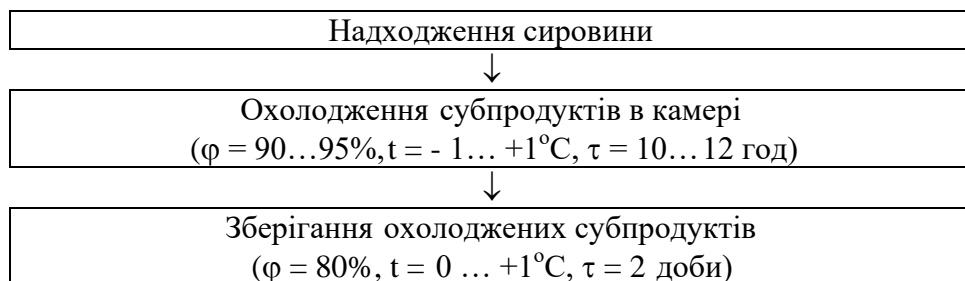 Надходження сировини
↓
Охолодження субпродуктів в камері
(φ = 90…95%, t = - 1… +1°C, τ = 10… 12 год)
↓
Зберігання охолоджених субпродуктів
(φ = 80%, t = 0 … +1°C, τ = 2 доби)